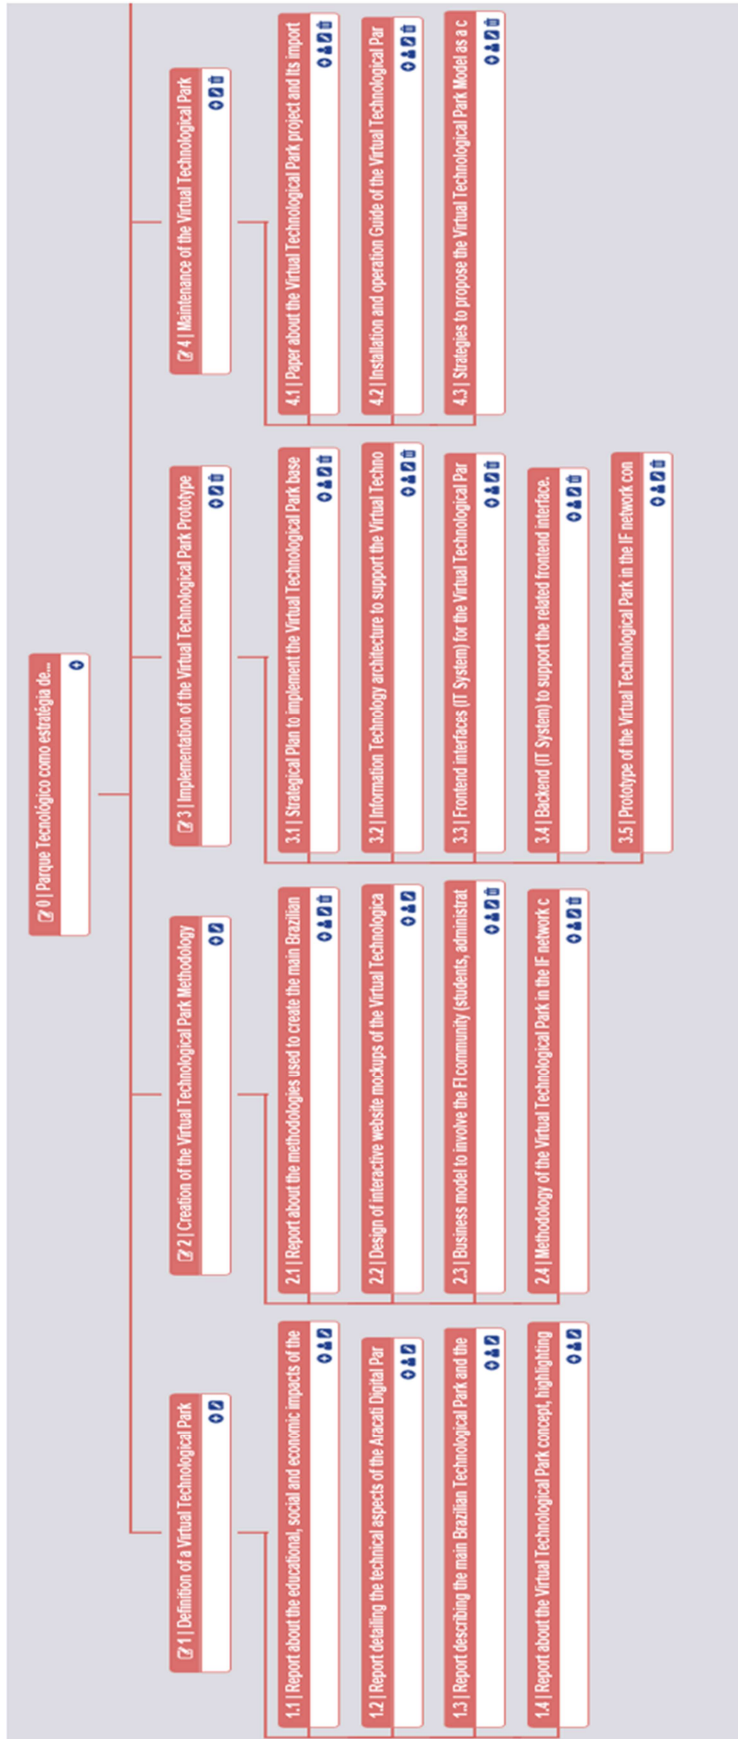 0 | Parque Tecnológico como estratégia de...
1 | Definition of a Virtual Technological Park
1.1 | Report about the educational, social and economic impacts of the
1.2 | Report detailing the technical aspects of the Aracati Digital Par
1.3 | Report describing the main Brazilian Technological Park and the
1.4 | Report about the Virtual Technological Park concept, highlighting
2 | Creation of the Virtual Technological Park Methodology
2.1 | Report about the methodologies used to create the main Brazilian
2.2 | Design of interactive website mockups of the Virtual Technologica
2.3 | Business model to involve the FI community (students, administrat
2.4 | Methodology of the Virtual Technological Park in the IF network c
3 | Implementation of the Virtual Technological Park Prototype
3.1 | Strategical Plan to implement the Virtual Technological Park base
3.2 | Information Technology architecture to support the Virtual Techno
3.3 | Frontend interfaces (IT System) for the Virtual Technological Par
3.4 | Backend (IT System) to support the related frontend interface.
3.5 | Prototype of the Virtual Technological Park in the IF network con
4 | Maintenance of the Virtual Technological Park
4.1 | Paper about the Virtual Technological Park project and Its import
4.2 | Installation and operation Guide of the Virtual Technological Par
4.3 | Strategies to propose the Virtual Technological Park Model as a c